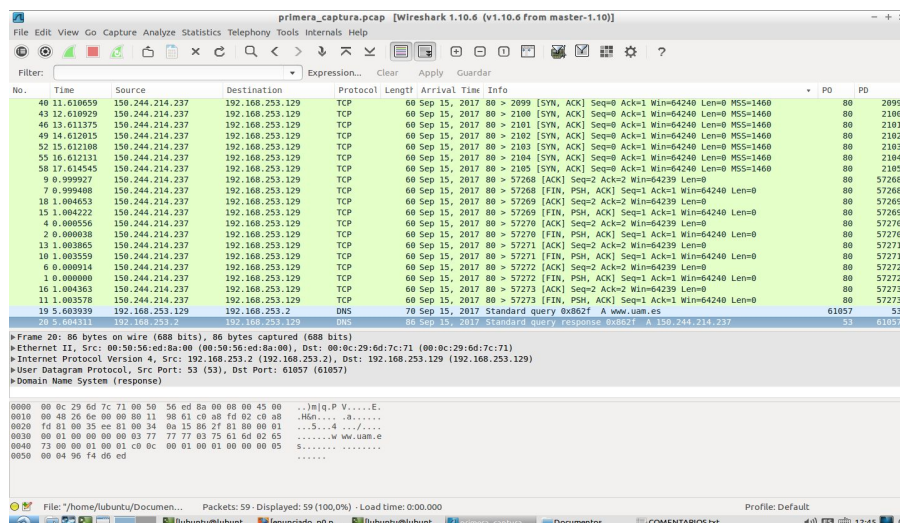 primera_captura.pcap [Wireshark 1.10.6 (v1.10.6 from master-1.10)]
File Edit View Go Capture Analyze Statistics Telephony Tools Internals Help
Filter: Expression... Clear Apply Guardar
No. Time Source Destination Protocol Length Arrival Time Info PO PD
40 11.610659 150.244.214.237 192.168.253.129 TCP 60 Sep 15, 2017 80 > 2099 [SYN, ACK] Seq=0 Ack=1 Win=64240 Len=0 MSS=1460 80 2099
43 12.610929 150.244.214.237 192.168.253.129 TCP 60 Sep 15, 2017 80 > 2100 [SYN, ACK] Seq=0 Ack=1 Win=64240 Len=0 MSS=1460 80 2100
46 13.611375 150.244.214.237 192.168.253.129 TCP 60 Sep 15, 2017 80 > 2101 [SYN, ACK] Seq=0 Ack=1 Win=64240 Len=0 MSS=1460 80 2101
49 14.612015 150.244.214.237 192.168.253.129 TCP 60 Sep 15, 2017 80 > 2102 [SYN, ACK] Seq=0 Ack=1 Win=64240 Len=0 MSS=1460 80 2102
52 15.612108 150.244.214.237 192.168.253.129 TCP 60 Sep 15, 2017 80 > 2103 [SYN, ACK] Seq=0 Ack=1 Win=64240 Len=0 MSS=1460 80 2103
55 16.612131 150.244.214.237 192.168.253.129 TCP 60 Sep 15, 2017 80 > 2104 [SYN, ACK] Seq=0 Ack=1 Win=64240 Len=0 MSS=1460 80 2104
58 17.614545 150.244.214.237 192.168.253.129 TCP 60 Sep 15, 2017 80 > 2105 [SYN, ACK] Seq=0 Ack=1 Win=64240 Len=0 MSS=1460 80 2105
9 0.999927 150.244.214.237 192.168.253.129 TCP 60 Sep 15, 2017 80 > 57268 [ACK] Seq=2 Ack=2 Win=64239 Len=0 80 57268
7 0.999408 150.244.214.237 192.168.253.129 TCP 60 Sep 15, 2017 80 > 57268 [FIN, PSH, ACK] Seq=1 Ack=1 Win=64240 Len=0 80 57268
18 1.004653 150.244.214.237 192.168.253.129 TCP 60 Sep 15, 2017 80 > 57269 [ACK] Seq=2 Ack=2 Win=64239 Len=0 80 57269
15 1.004222 150.244.214.237 192.168.253.129 TCP 60 Sep 15, 2017 80 > 57269 [FIN, PSH, ACK] Seq=1 Ack=1 Win=64240 Len=0 80 57269
4 0.000556 150.244.214.237 192.168.253.129 TCP 60 Sep 15, 2017 80 > 57270 [ACK] Seq=2 Ack=2 Win=64239 Len=0 80 57270
2 0.000038 150.244.214.237 192.168.253.129 TCP 60 Sep 15, 2017 80 > 57270 [FIN, PSH, ACK] Seq=1 Ack=1 Win=64240 Len=0 80 57270
13 1.003865 150.244.214.237 192.168.253.129 TCP 60 Sep 15, 2017 80 > 57271 [ACK] Seq=2 Ack=2 Win=64239 Len=0 80 57271
10 1.003559 150.244.214.237 192.168.253.129 TCP 60 Sep 15, 2017 80 > 57271 [FIN, PSH, ACK] Seq=1 Ack=1 Win=64240 Len=0 80 57271
6 0.000914 150.244.214.237 192.168.253.129 TCP 60 Sep 15, 2017 80 > 57272 [ACK] Seq=2 Ack=2 Win=64239 Len=0 80 57272
1 0.000000 150.244.214.237 192.168.253.129 TCP 60 Sep 15, 2017 80 > 57272 [FIN, PSH, ACK] Seq=1 Ack=1 Win=64240 Len=0 80 57272
16 1.004363 150.244.214.237 192.168.253.129 TCP 60 Sep 15, 2017 80 > 57273 [ACK] Seq=2 Ack=2 Win=64239 Len=0 80 57273
11 1.003578 150.244.214.237 192.168.253.129 TCP 60 Sep 15, 2017 80 > 57273 [FIN, PSH, ACK] Seq=1 Ack=1 Win=64240 Len=0 80 57273
19 5.603939 192.168.253.129 192.168.253.2 DNS 70 Sep 15, 2017 Standard query 0x862f A www.uam.es 61057 53
20 5.604311 192.168.253.2 192.168.253.129 DNS 86 Sep 15, 2017 Standard query response 0x862f A 150.244.214.237 53 61057
Frame 20: 86 bytes on wire (688 bits), 86 bytes captured (688 bits)
Ethernet II, Src: 00:50:56:ed:8a:00 (00:50:56:ed:8a:00), Dst: 00:0c:29:6d:7c:71 (00:0c:29:6d:7c:71)
Internet Protocol Version 4, Src: 192.168.253.2 (192.168.253.2), Dst: 192.168.253.129 (192.168.253.129)
User Datagram Protocol, Src Port: 53 (53), Dst Port: 61057 (61057)
Domain Name System (response)
0000 00 0c 29 6d 7c 71 00 50 56 ed 8a 00 08 00 45 00 ..)m|q.P V.....E.
0010 00 48 26 6e 00 00 80 11 98 61 c0 a8 fd 02 c0 a8 .H&n.... .a......
0020 fd 81 00 35 ee 81 00 34 0a 15 86 2f 81 80 00 01 ...5...4 .../....
0030 00 01 00 00 00 00 03 77 77 77 03 75 61 6d 02 65 .......w ww.uam.e
0040 73 00 00 01 00 01 c0 0c 00 01 00 01 00 00 00 05 s....... ........
0050 00 04 96 f4 d6 ed ......
File: "/home/lubuntu/Documen... Packets: 59 · Displayed: 59 (100,0%) · Load time: 0:00.000 Profile: Default
Documentos COMENTARIOS.txt ES 12:45